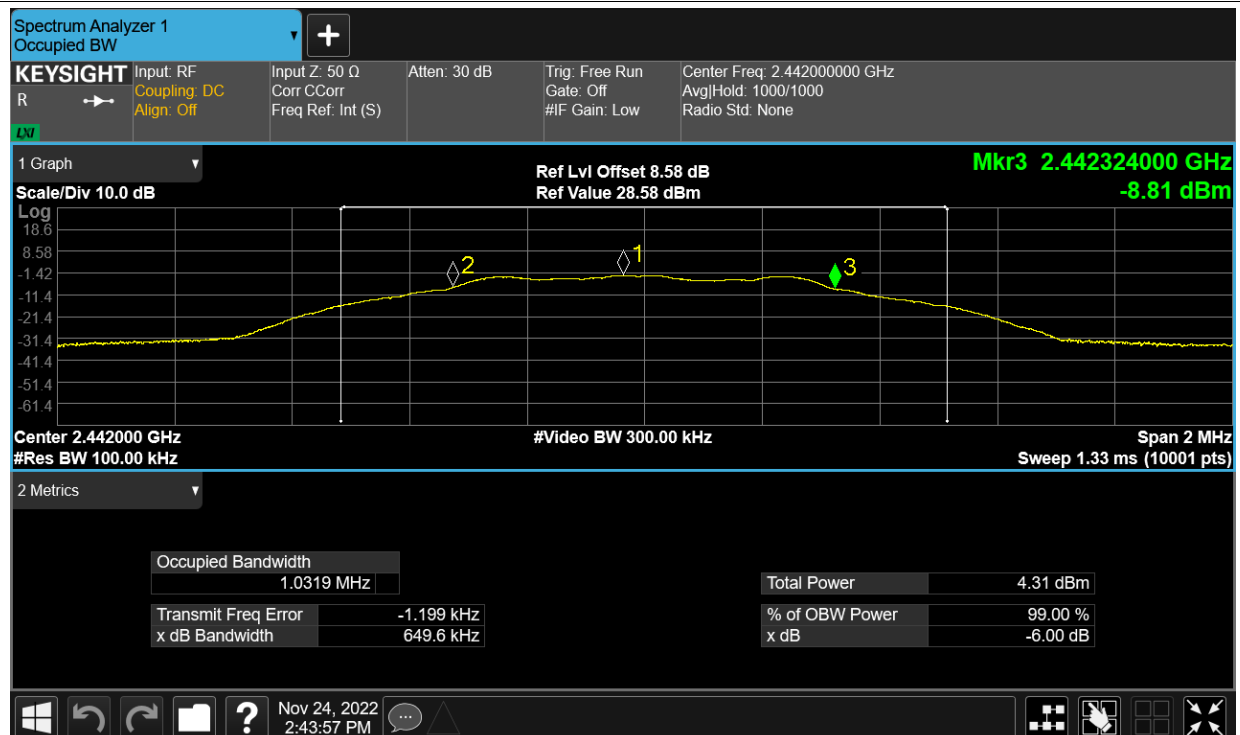 Spectrum Analyzer 1
Occupied BW
KEYSIGHT
R
LXI
Input: RF
Coupling: DC
Align: Off
Input Z: 50 Ω
Corr CCorr
Freq Ref: Int (S)
Atten: 30 dB
Trig: Free Run
Gate: Off
#IF Gain: Low
Center Freq: 2.442000000 GHz
Avg|Hold: 1000/1000
Radio Std: None
1 Graph
Scale/Div 10.0 dB
Ref Lvl Offset 8.58 dB
Ref Value 28.58 dBm
Mkr3 2.442324000 GHz
-8.81 dBm
Log
18.6
8.58
-1.42
-11.4
-21.4
-31.4
-41.4
-51.4
-61.4
2
1
3
Center 2.442000 GHz
#Res BW 100.00 kHz
#Video BW 300.00 kHz
Span 2 MHz
Sweep 1.33 ms (10001 pts)
2 Metrics
Occupied Bandwidth
1.0319 MHz
Transmit Freq Error -1.199 kHz
x dB Bandwidth 649.6 kHz
Total Power 4.31 dBm
% of OBW Power 99.00 %
x dB -6.00 dB
?
Nov 24, 2022
2:43:57 PM